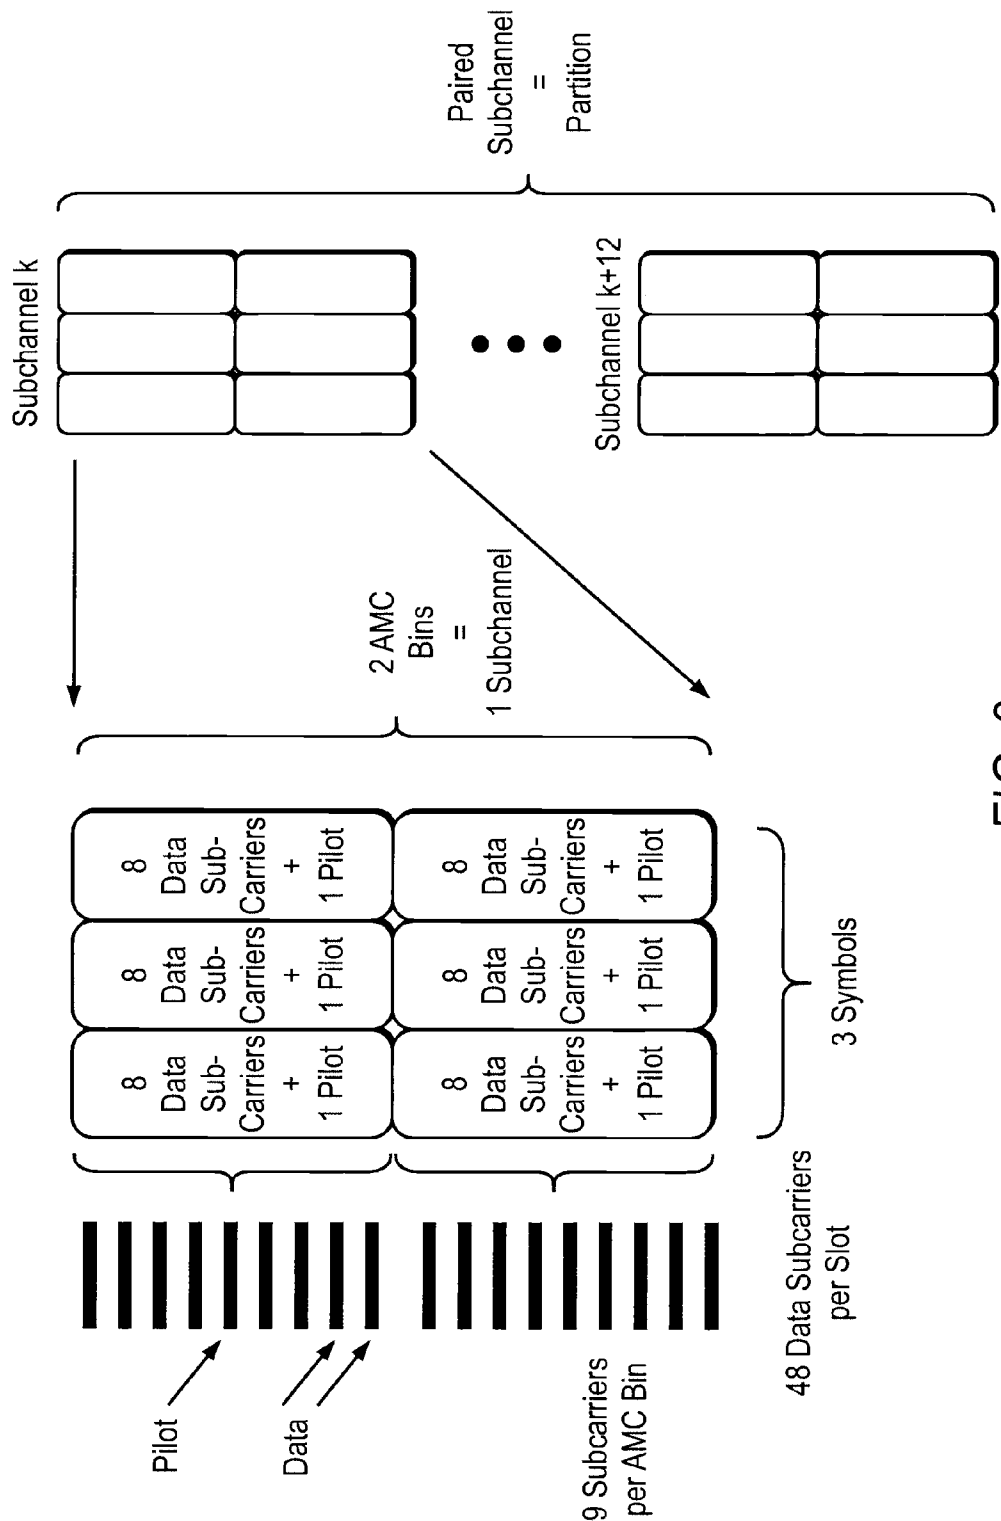 Subchannel k
Paired
Subchannel
=
Partition
Subchannel k+12
2 AMC
Bins
=
1 Subchannel
8
Data
Sub-
Carriers
+
1 Pilot
8
Data
Sub-
Carriers
+
1 Pilot
8
Data
Sub-
Carriers
+
1 Pilot
8
Data
Sub-
Carriers
+
1 Pilot
8
Data
Sub-
Carriers
+
1 Pilot
8
Data
Sub-
Carriers
+
1 Pilot
3 Symbols
Pilot
Data
9 Subcarriers
per AMC Bin
48 Data Subcarriers
per Slot
FIG.